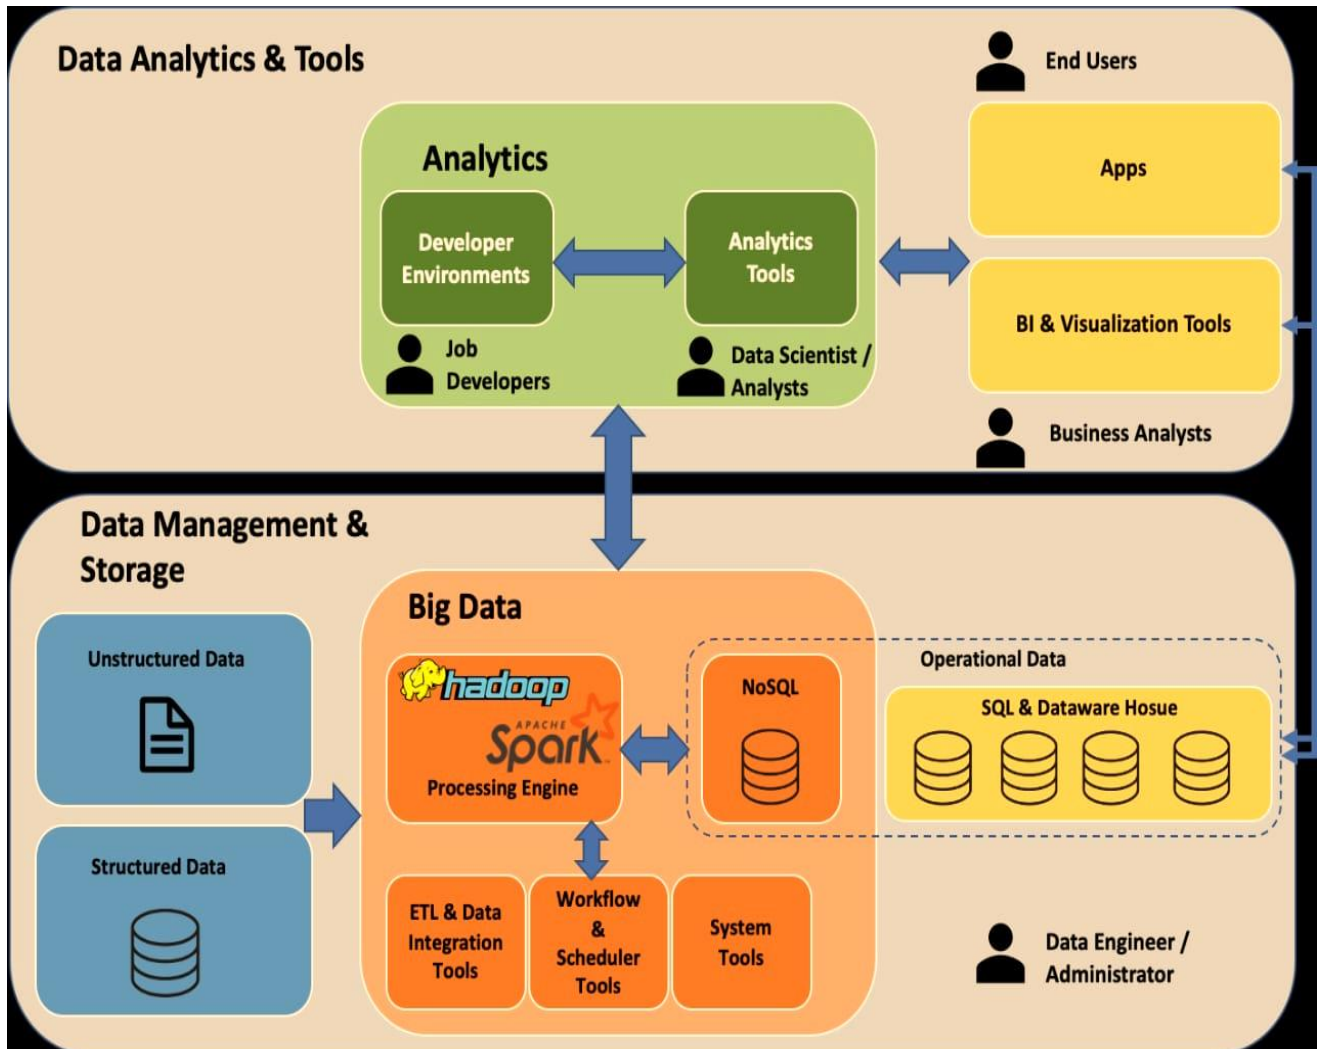 Data Analytics & Tools
End Users
Analytics
Apps
Developer
Environments
Analytics
Tools
BI & Visualization Tools
Job
Developers
Data Scientist /
Analysts
Business Analysts
Data Management &
Storage
Big Data
Unstructured Data
hadoop
APACHE
Spark
Processing Engine
NoSQL
Operational Data
SQL & Dataware Hosue
Structured Data
ETL & Data
Integration
Tools
Workflow
&
Scheduler
Tools
System
Tools
Data Engineer /
Administrator